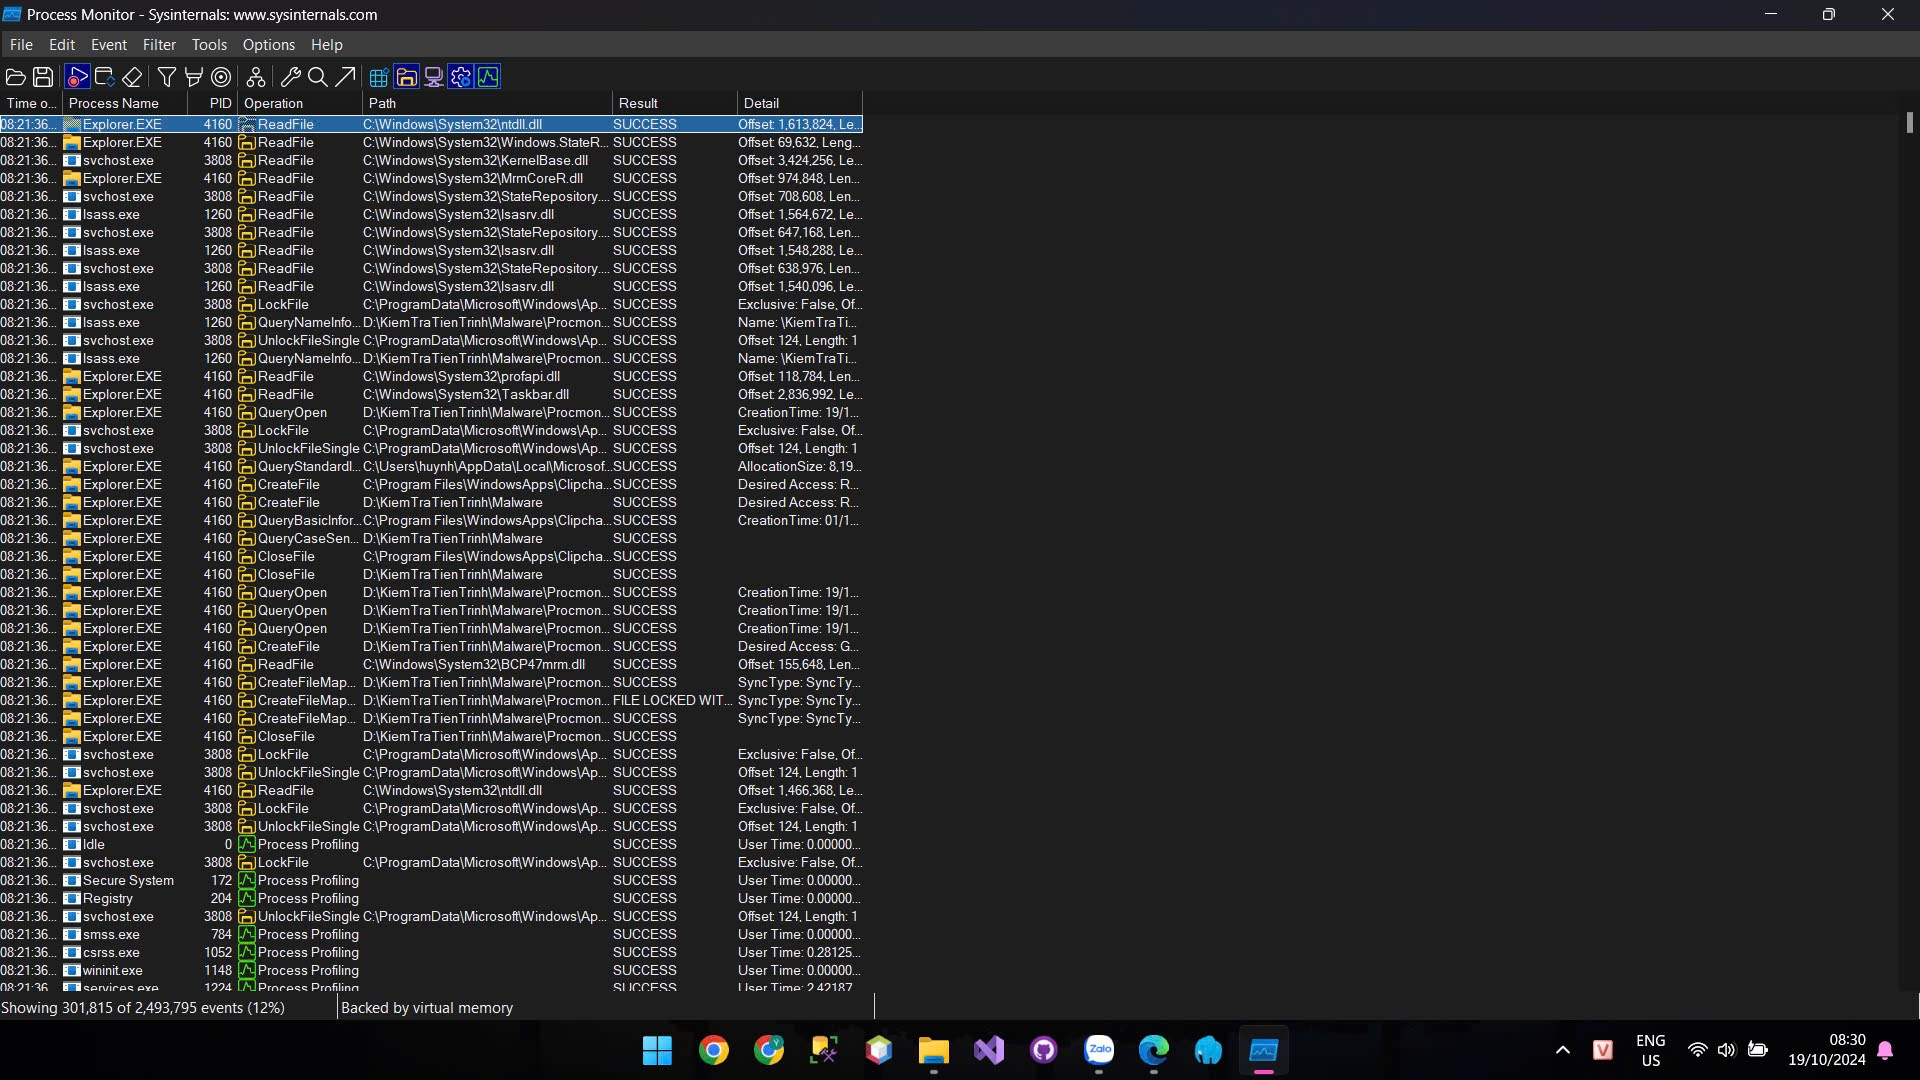 Process Monitor - Sysinternals: www.sysinternals.com
File Edit Event Filter Tools Options Help
Time o... Process Name PID Operation Path Result Detail
08:21:36... Explorer.EXE 4160 ReadFile C:\Windows\System32\ntdll.dll SUCCESS Offset: 1,613,824, Le...
08:21:36... Explorer.EXE 4160 ReadFile C:\Windows\System32\Windows.StateR... SUCCESS Offset: 69,632, Leng...
08:21:36... svchost.exe 3808 ReadFile C:\Windows\System32\KernelBase.dll SUCCESS Offset: 3,424,256, Le...
08:21:36... Explorer.EXE 4160 ReadFile C:\Windows\System32\MrmCoreR.dll SUCCESS Offset: 974,848, Len...
08:21:36... svchost.exe 3808 ReadFile C:\Windows\System32\StateRepository.... SUCCESS Offset: 708,608, Len...
08:21:36... lsass.exe 1260 ReadFile C:\Windows\System32\lsasrv.dll SUCCESS Offset: 1,564,672, Le...
08:21:36... svchost.exe 3808 ReadFile C:\Windows\System32\StateRepository.... SUCCESS Offset: 647,168, Len...
08:21:36... lsass.exe 1260 ReadFile C:\Windows\System32\lsasrv.dll SUCCESS Offset: 1,548,288, Le...
08:21:36... svchost.exe 3808 ReadFile C:\Windows\System32\StateRepository.... SUCCESS Offset: 638,976, Len...
08:21:36... lsass.exe 1260 ReadFile C:\Windows\System32\lsasrv.dll SUCCESS Offset: 1,540,096, Le...
08:21:36... svchost.exe 3808 LockFile C:\ProgramData\Microsoft\Windows\Ap... SUCCESS Exclusive: False, Of...
08:21:36... lsass.exe 1260 QueryNameInfo... D:\KiemTraTienTrinh\Malware\Procmon... SUCCESS Name: \KiemTraTi...
08:21:36... svchost.exe 3808 UnlockFileSingle C:\ProgramData\Microsoft\Windows\Ap... SUCCESS Offset: 124, Length: 1
08:21:36... lsass.exe 1260 QueryNameInfo... D:\KiemTraTienTrinh\Malware\Procmon... SUCCESS Name: \KiemTraTi...
08:21:36... Explorer.EXE 4160 ReadFile C:\Windows\System32\profapi.dll SUCCESS Offset: 118,784, Len...
08:21:36... Explorer.EXE 4160 ReadFile C:\Windows\System32\Taskbar.dll SUCCESS Offset: 2,836,992, Le...
08:21:36... Explorer.EXE 4160 QueryOpen D:\KiemTraTienTrinh\Malware\Procmon... SUCCESS CreationTime: 19/1...
08:21:36... svchost.exe 3808 LockFile C:\ProgramData\Microsoft\Windows\Ap... SUCCESS Exclusive: False, Of...
08:21:36... svchost.exe 3808 UnlockFileSingle C:\ProgramData\Microsoft\Windows\Ap... SUCCESS Offset: 124, Length: 1
08:21:36... Explorer.EXE 4160 QueryStandardI... C:\Users\huynh\AppData\Local\Microsof... SUCCESS AllocationSize: 8,19...
08:21:36... Explorer.EXE 4160 CreateFile C:\Program Files\WindowsApps\Clipcha... SUCCESS Desired Access: R...
08:21:36... Explorer.EXE 4160 CreateFile D:\KiemTraTienTrinh\Malware SUCCESS Desired Access: R...
08:21:36... Explorer.EXE 4160 QueryBasicInfor... C:\Program Files\WindowsApps\Clipcha... SUCCESS CreationTime: 01/1...
08:21:36... Explorer.EXE 4160 QueryCaseSen... D:\KiemTraTienTrinh\Malware SUCCESS
08:21:36... Explorer.EXE 4160 CloseFile C:\Program Files\WindowsApps\Clipcha... SUCCESS
08:21:36... Explorer.EXE 4160 CloseFile D:\KiemTraTienTrinh\Malware SUCCESS
08:21:36... Explorer.EXE 4160 QueryOpen D:\KiemTraTienTrinh\Malware\Procmon... SUCCESS CreationTime: 19/1...
08:21:36... Explorer.EXE 4160 QueryOpen D:\KiemTraTienTrinh\Malware\Procmon... SUCCESS CreationTime: 19/1...
08:21:36... Explorer.EXE 4160 QueryOpen D:\KiemTraTienTrinh\Malware\Procmon... SUCCESS CreationTime: 19/1...
08:21:36... Explorer.EXE 4160 CreateFile D:\KiemTraTienTrinh\Malware\Procmon... SUCCESS Desired Access: G...
08:21:36... Explorer.EXE 4160 ReadFile C:\Windows\System32\BCP47mrm.dll SUCCESS Offset: 155,648, Len...
08:21:36... Explorer.EXE 4160 CreateFileMap... D:\KiemTraTienTrinh\Malware\Procmon... SUCCESS SyncType: SyncTy...
08:21:36... Explorer.EXE 4160 CreateFileMap... D:\KiemTraTienTrinh\Malware\Procmon... FILE LOCKED WIT... SyncType: SyncTy...
08:21:36... Explorer.EXE 4160 CreateFileMap... D:\KiemTraTienTrinh\Malware\Procmon... SUCCESS SyncType: SyncTy...
08:21:36... Explorer.EXE 4160 CloseFile D:\KiemTraTienTrinh\Malware\Procmon... SUCCESS
08:21:36... svchost.exe 3808 LockFile C:\ProgramData\Microsoft\Windows\Ap... SUCCESS Exclusive: False, Of...
08:21:36... svchost.exe 3808 UnlockFileSingle C:\ProgramData\Microsoft\Windows\Ap... SUCCESS Offset: 124, Length: 1
08:21:36... Explorer.EXE 4160 ReadFile C:\Windows\System32\ntdll.dll SUCCESS Offset: 1,466,368, Le...
08:21:36... svchost.exe 3808 LockFile C:\ProgramData\Microsoft\Windows\Ap... SUCCESS Exclusive: False, Of...
08:21:36... svchost.exe 3808 UnlockFileSingle C:\ProgramData\Microsoft\Windows\Ap... SUCCESS Offset: 124, Length: 1
08:21:36... Idle 0 Process Profiling SUCCESS User Time: 0.00000...
08:21:36... svchost.exe 3808 LockFile C:\ProgramData\Microsoft\Windows\Ap... SUCCESS Exclusive: False, Of...
08:21:36... Secure System 172 Process Profiling SUCCESS User Time: 0.00000...
08:21:36... Registry 204 Process Profiling SUCCESS User Time: 0.00000...
08:21:36... svchost.exe 3808 UnlockFileSingle C:\ProgramData\Microsoft\Windows\Ap... SUCCESS Offset: 124, Length: 1
08:21:36... smss.exe 784 Process Profiling SUCCESS User Time: 0.00000...
08:21:36... csrss.exe 1052 Process Profiling SUCCESS User Time: 0.28125...
08:21:36... wininit.exe 1148 Process Profiling SUCCESS User Time: 0.00000...
08:21:36... services.exe 1224 Process Profiling SUCCESS User Time: 2.42187...
Showing 301,815 of 2,493,795 events (12%) Backed by virtual memory
Zalo
V
ENG
US
08:30
19/10/2024